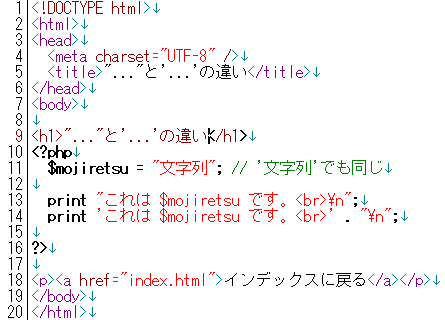 1 <!DOCTYPE html>↓
2 <html>↓
3 <head>↓
4   <meta charset="UTF-8" />↓
5   <title>"..."と'...'の違い</title>↓
6 </head>↓
7 <body>↓
8 ↓
9 <h1>"..."と'...'の違い</h1>↓
10 <?php↓
11   $mojiretsu = "文字列"; // '文字列'でも同じ↓
12 ↓
13   print "これは $mojiretsu です。<br>\n";↓
14   print 'これは $mojiretsu です。<br>' . "\n";↓
15 ↓
16 ?>↓
17 ↓
18 <p><a href="index.html">インデックスに戻る</a></p>↓
19 </body>↓
20 </html>↓